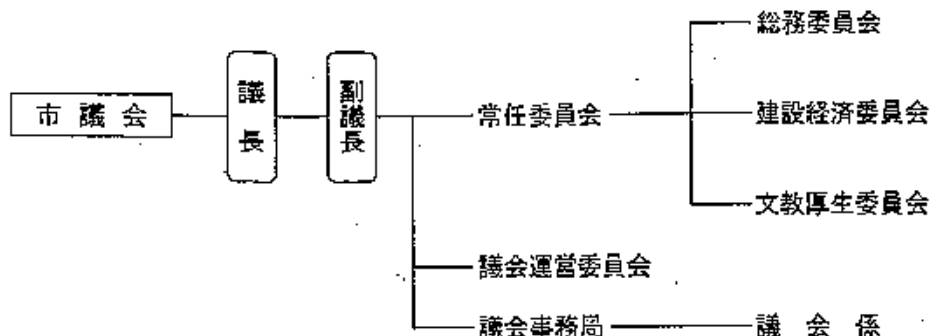 市議会
議長
副議長
常任委員会
総務委員会
建設経済委員会
文教厚生委員会
議会運営委員会
議会事務局
議会係